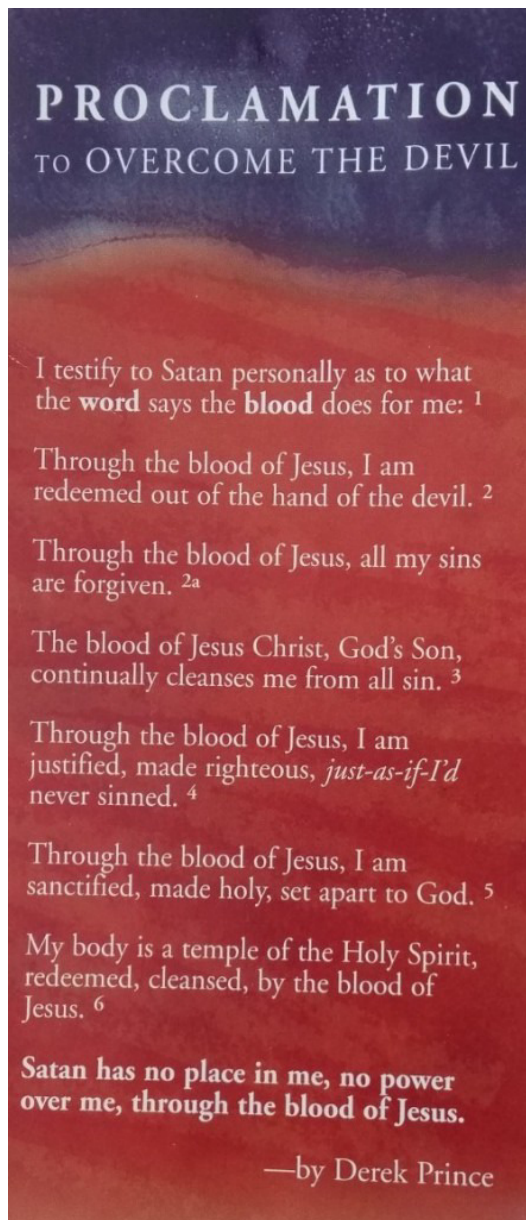 PROCLAMATION
TO OVERCOME THE DEVIL
I testify to Satan personally as to what
the word says the blood does for me: 1
Through the blood of Jesus, I am
redeemed out of the hand of the devil. 2
Through the blood of Jesus, all my sins
are forgiven. 2a
The blood of Jesus Christ, God's Son,
continually cleanses me from all sin. 3
Through the blood of Jesus, I am
justified, made righteous, just-as-if-I'd
never sinned. 4
Through the blood of Jesus, I am
sanctified, made holy, set apart to God. 5
My body is a temple of the Holy Spirit,
redeemed, cleansed, by the blood of
Jesus. 6
Satan has no place in me, no power
over me, through the blood of Jesus.
—by Derek Prince